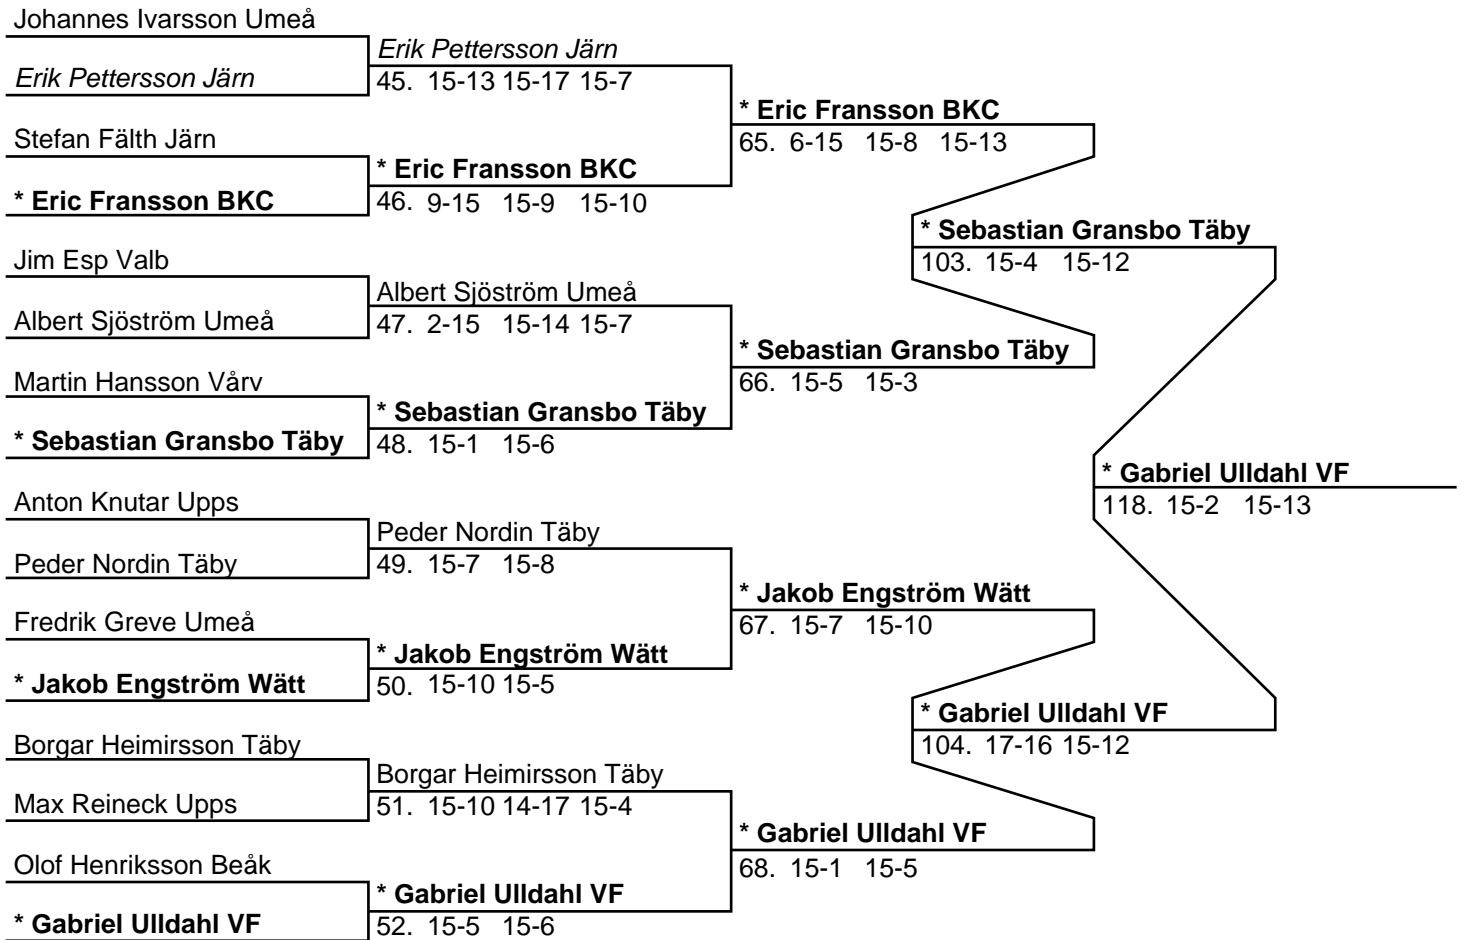 Johannes Ivarsson Umeå
Erik Pettersson Järn
Erik Pettersson Järn
45. 15-13 15-17 15-7
* Eric Fransson BKC
65. 6-15 15-8 15-13
Stefan Fälth Järn
* Eric Fransson BKC
* Eric Fransson BKC
46. 9-15 15-9 15-10
* Sebastian Gransbo Täby
103. 15-4 15-12
Jim Esp Valb
Albert Sjöström Umeå
Albert Sjöström Umeå
47. 2-15 15-14 15-7
* Sebastian Gransbo Täby
66. 15-5 15-3
Martin Hansson Vårv
* Sebastian Gransbo Täby
* Sebastian Gransbo Täby
48. 15-1 15-6
* Gabriel Ulldahl VF
118. 15-2 15-13
Anton Knutar Upps
Peder Nordin Täby
Peder Nordin Täby
49. 15-7 15-8
* Jakob Engström Wätt
67. 15-7 15-10
Fredrik Greve Umeå
* Jakob Engström Wätt
* Jakob Engström Wätt
50. 15-10 15-5
* Gabriel Ulldahl VF
104. 17-16 15-12
Borgar Heimirsson Täby
Borgar Heimirsson Täby
Max Reineck Upps
51. 15-10 14-17 15-4
* Gabriel Ulldahl VF
68. 15-1 15-5
Olof Henriksson Beåk
* Gabriel Ulldahl VF
* Gabriel Ulldahl VF
52. 15-5 15-6